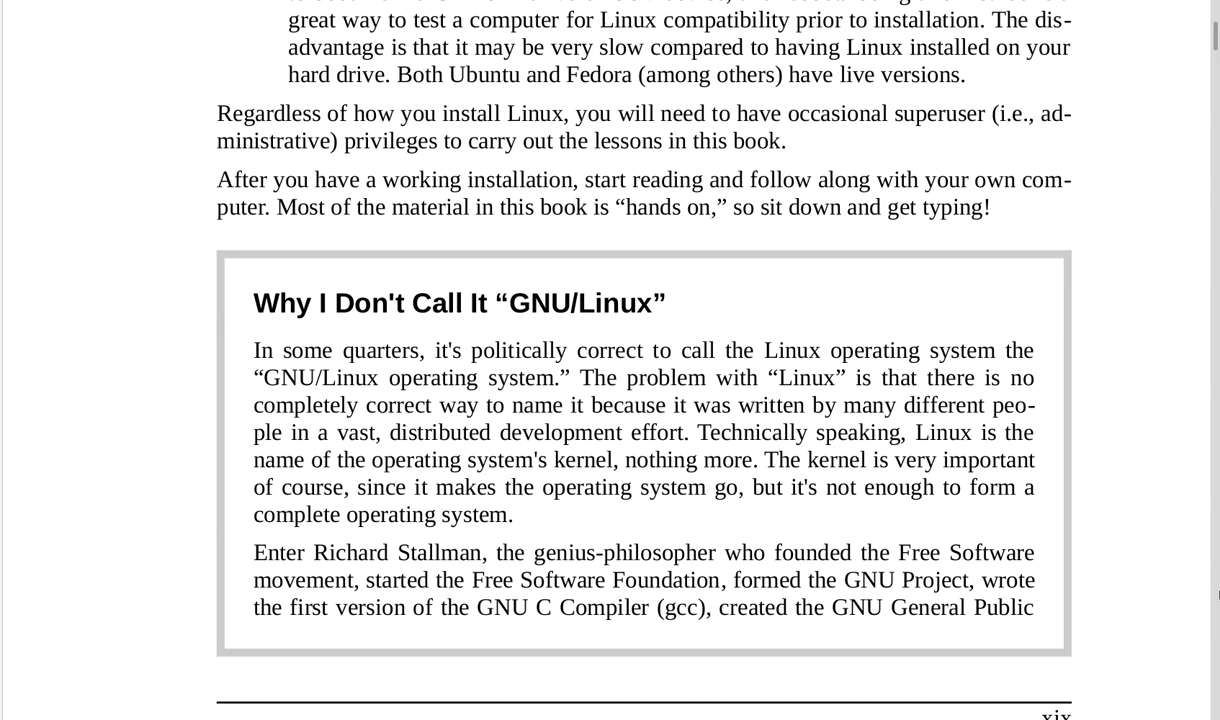 great way to test a computer for Linux compatibility prior to installation. The dis-
advantage is that it may be very slow compared to having Linux installed on your
hard drive. Both Ubuntu and Fedora (among others) have live versions.
Regardless of how you install Linux, you will need to have occasional superuser (i.e., ad-
ministrative) privileges to carry out the lessons in this book.
After you have a working installation, start reading and follow along with your own com-
puter. Most of the material in this book is “hands on,” so sit down and get typing!
Why I Don't Call It “GNU/Linux”
In some quarters, it's politically correct to call the Linux operating system the
“GNU/Linux operating system.” The problem with “Linux” is that there is no
completely correct way to name it because it was written by many different peo-
ple in a vast, distributed development effort. Technically speaking, Linux is the
name of the operating system's kernel, nothing more. The kernel is very important
of course, since it makes the operating system go, but it's not enough to form a
complete operating system.
Enter Richard Stallman, the genius-philosopher who founded the Free Software
movement, started the Free Software Foundation, formed the GNU Project, wrote
the first version of the GNU C Compiler (gcc), created the GNU General Public
xix